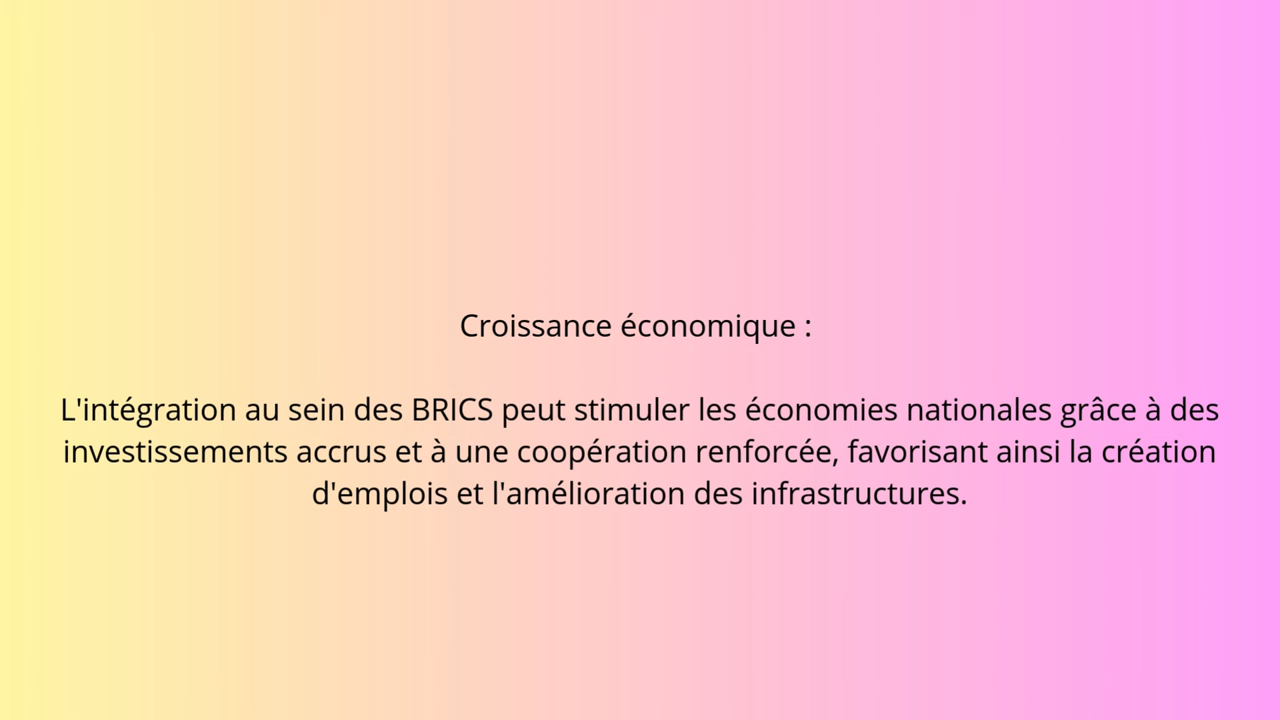 Croissance économique :
L'intégration au sein des BRICS peut stimuler les économies nationales grâce à des
investissements accrus et à une coopération renforcée, favorisant ainsi la création
d'emplois et l'amélioration des infrastructures.